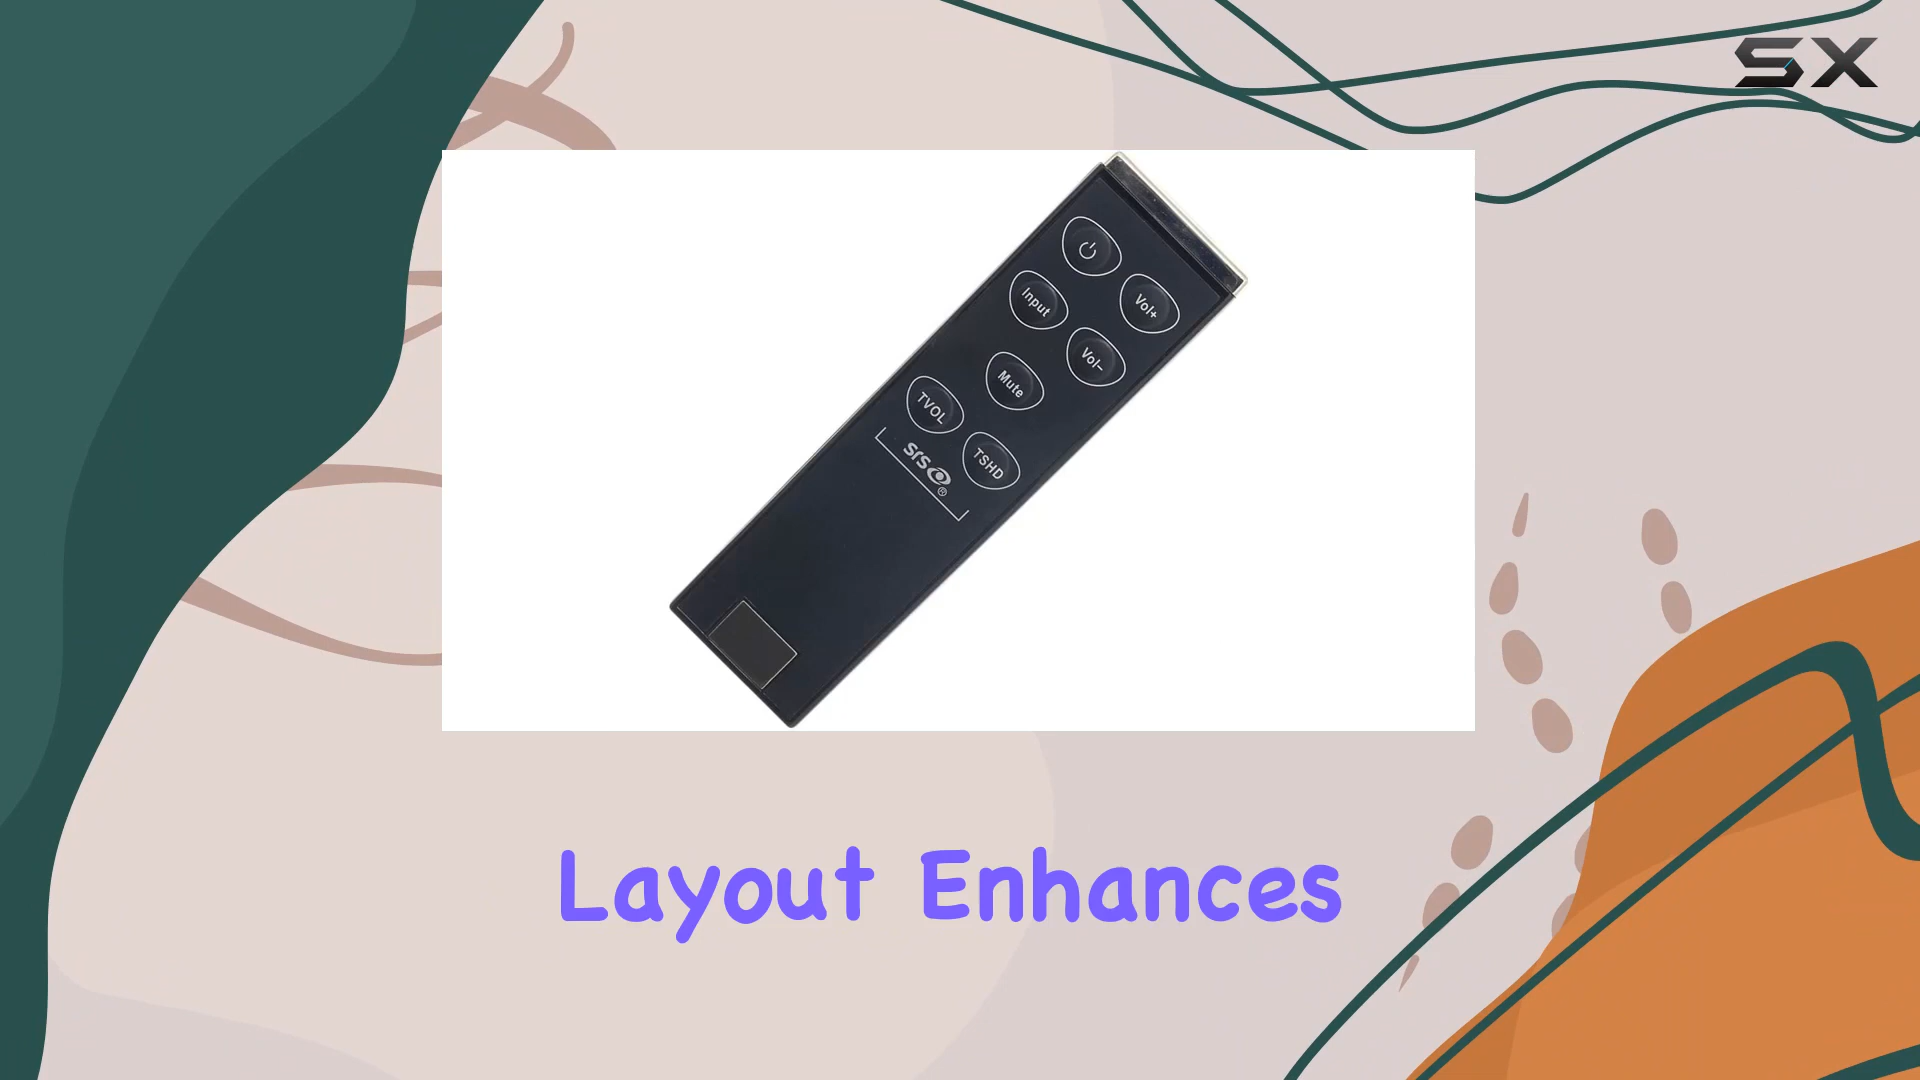 SX
Input
Vol+
Vol-
Mute
TVOL
TSHD
SRS ®
Layout Enhances